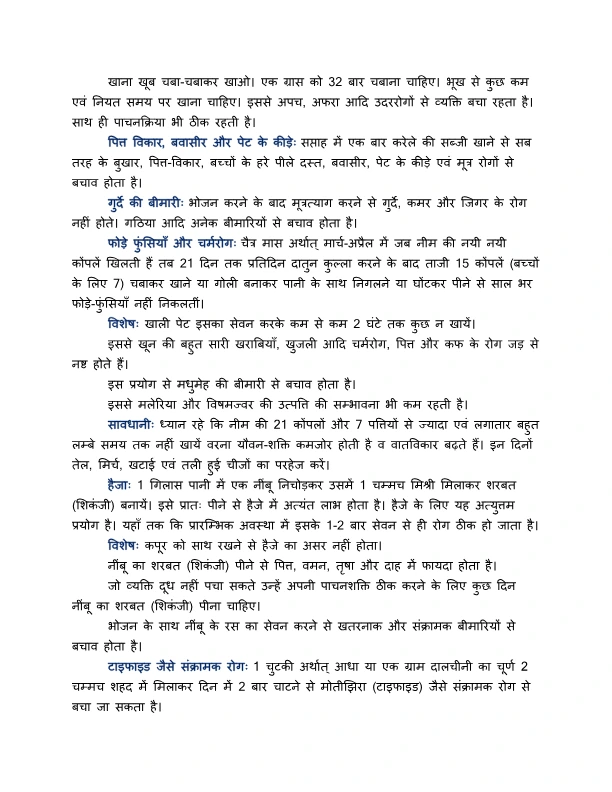 खाना खूब चबा-चबाकर खाओ। एक ग्रास को 32 बार चबाना चाहिए। भूख से कुछ कम
एवं नियत समय पर खाना चाहिए। इससे अपच, अफरा आदि उदररोगों से व्यक्ति बचा रहता है।
साथ ही पाचनक्रिया भी ठीक रहती है।
पित्त विकार, बवासीर और पेट के कीड़ेः सप्ताह में एक बार करेले की सब्जी खाने से सब
तरह के बुखार, पित्त-विकार, बच्चों के हरे पीले दस्त, बवासीर, पेट के कीड़े एवं मूत्र रोगों से
बचाव होता है।
गुर्दे की बीमारीः भोजन करने के बाद मूत्रत्याग करने से गुर्दे, कमर और जिगर के रोग
नहीं होते। गठिया आदि अनेक बीमारियों से बचाव होता है।
फोड़े फुंसियाँ और चर्मरोगः चैत्र मास अर्थात् मार्च-अप्रैल में जब नीम की नयी नयी
कोंपलें खिलती हैं तब 21 दिन तक प्रतिदिन दातुन कुल्ला करने के बाद ताजी 15 कोंपलें (बच्चों
के लिए 7) चबाकर खाने या गोली बनाकर पानी के साथ निगलने या घोंटकर पीने से साल भर
फोड़े-फुंसियाँ नहीं निकलतीं।
विशेषः खाली पेट इसका सेवन करके कम से कम 2 घंटे तक कुछ न खायें।
इससे खून की बहुत सारी खराबियाँ, खुजली आदि चर्मरोग, पित्त और कफ के रोग जड़ से
नष्ट होते हैं।
इस प्रयोग से मधुमेह की बीमारी से बचाव होता है।
इससे मलेरिया और विषमज्वर की उत्पत्ति की सम्भावना भी कम रहती है।
सावधानीः ध्यान रहे कि नीम की 21 कोंपलों और 7 पत्तियों से ज्यादा एवं लगातार बहुत
लम्बे समय तक नहीं खायें वरना यौवन-शक्ति कमजोर होती है व वातविकार बढ़ते हैं। इन दिनों
तेल, मिर्च, खटाई एवं तली हुई चीजों का परहेज करें।
हैजाः 1 गिलास पानी में एक नींबू निचोड़कर उसमें 1 चम्मच मिश्री मिलाकर शरबत
(शिकंजी) बनायें। इसे प्रातः पीने से हैजे में अत्यंत लाभ होता है। हैजे के लिए यह अत्युत्तम
प्रयोग है। यहाँ तक कि प्रारम्भिक अवस्था में इसके 1-2 बार सेवन से ही रोग ठीक हो जाता है।
विशेषः कपूर को साथ रखने से हैजे का असर नहीं होता।
नींबू का शरबत (शिकंजी) पीने से पित्त, वमन, तृषा और दाह में फायदा होता है।
जो व्यक्ति दूध नहीं पचा सकते उन्हें अपनी पाचनशक्ति ठीक करने के लिए कुछ दिन
नींबू का शरबत (शिकंजी) पीना चाहिए।
भोजन के साथ नींबू के रस का सेवन करने से खतरनाक और संक्रामक बीमारियों से
बचाव होता है।
टाइफाइड जैसे संक्रामक रोगः 1 चुटकी अर्थात् आधा या एक ग्राम दालचीनी का चूर्ण 2
चम्मच शहद में मिलाकर दिन में 2 बार चाटने से मोतीझिरा (टाइफाइड) जैसे संक्रामक रोग से
बचा जा सकता है।